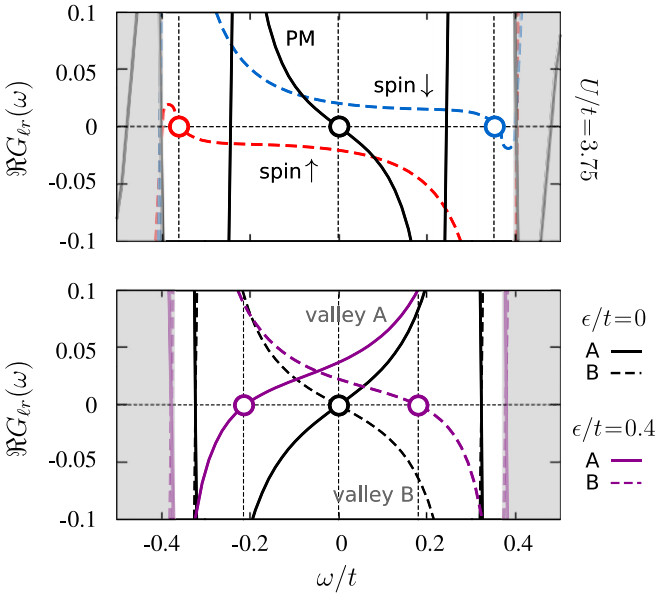 0.1
0.05
0
-0.05
-0.1
ℜG_{ℓr}(ω)
PM
spin↓
spin↑
U/t=3.75
0.1
0.05
0
-0.05
-0.1
ℜG_{ℓr}(ω)
valley A
valley B
ϵ/t=0
A
B
ϵ/t=0.4
A
B
-0.4 -0.2 0 0.2 0.4
ω/t